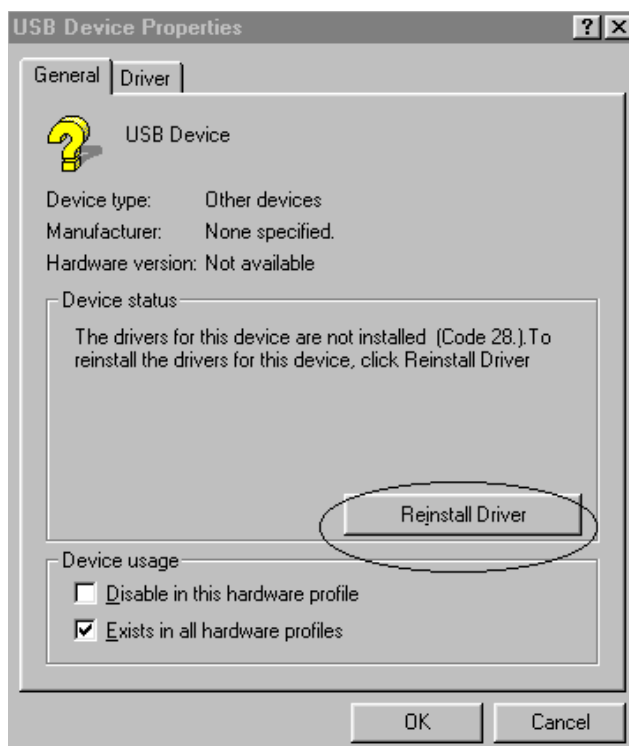 USB Device Properties
General Driver
USB Device
Device type: Other devices
Manufacturer: None specified.
Hardware version: Not available
Device status
The drivers for this device are not installed (Code 28.).To
reinstall the drivers for this device, click Reinstall Driver
Reinstall Driver
Device usage
Disable in this hardware profile
Exists in all hardware profiles
OK Cancel